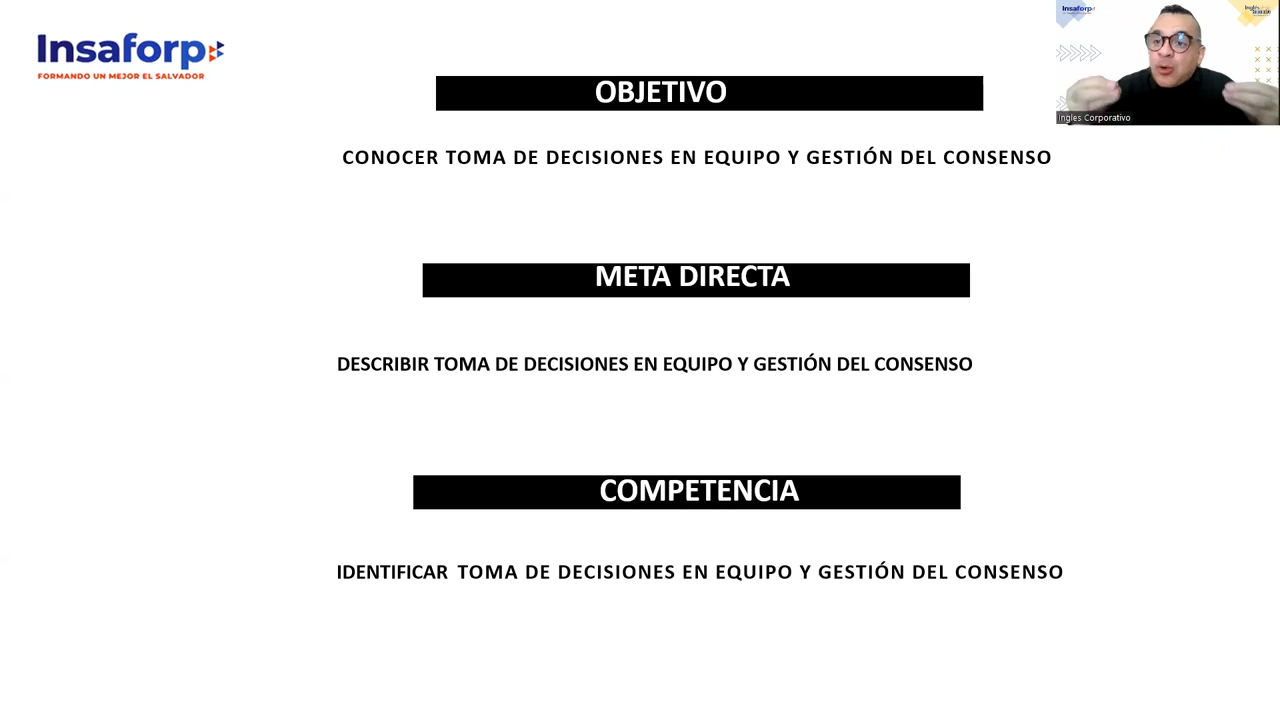 Insaforp
FORMANDO UN MEJOR EL SALVADOR
OBJETIVO
CONOCER TOMA DE DECISIONES EN EQUIPO Y GESTIÓN DEL CONSENSO
META DIRECTA
DESCRIBIR TOMA DE DECISIONES EN EQUIPO Y GESTIÓN DEL CONSENSO
COMPETENCIA
IDENTIFICAR TOMA DE DECISIONES EN EQUIPO Y GESTIÓN DEL CONSENSO
Insaforp
Ingles Corporativo